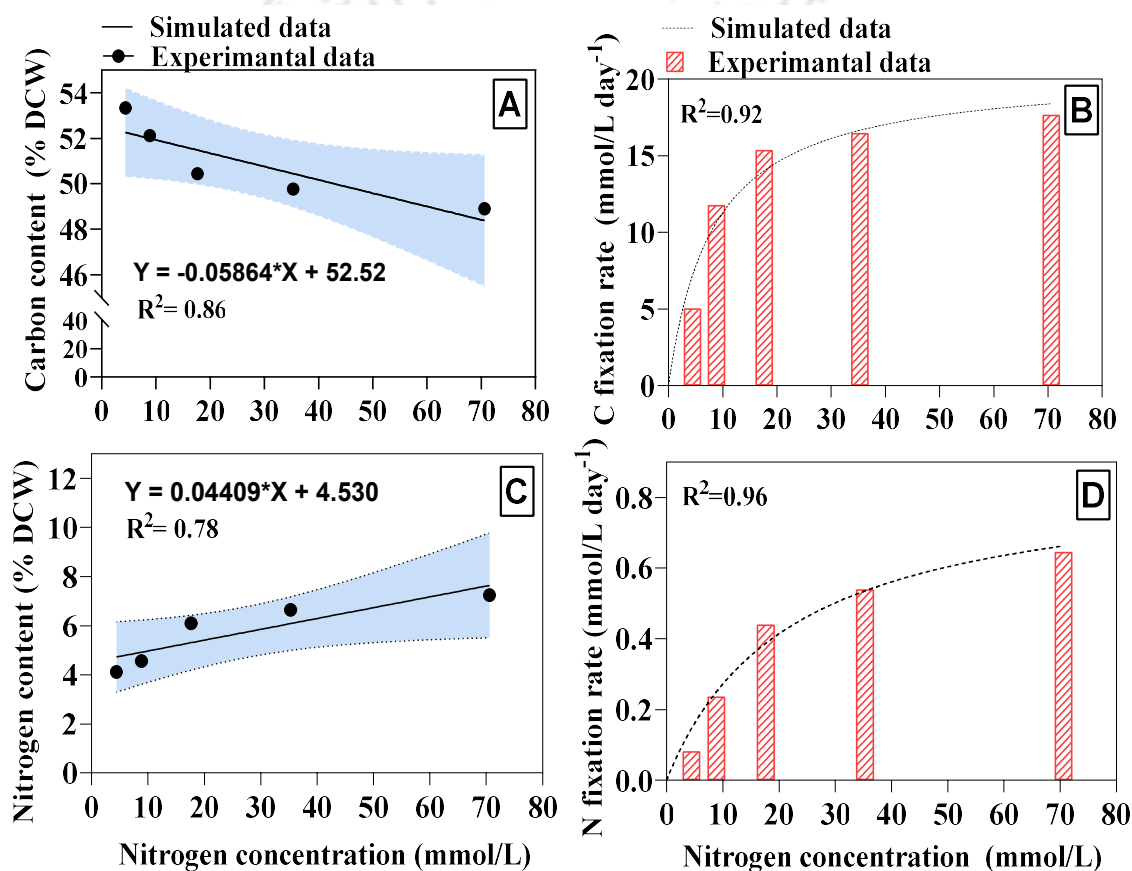 Simulated data
Experimantal data
A
Carbon content (% DCW)
54
52
50
48
46
40
20
0
Y = -0.05864*X + 52.52
R2= 0.86
0 10 20 30 40 50 60 70 80
Simulated data
Experimantal data
B
C fixation rate (mmol/L day-1)
20
15
10
5
0
R2=0.92
0 10 20 30 40 50 60 70 80
C
Nitrogen content (% DCW)
12
10
8
6
4
2
0
Y = 0.04409*X + 4.530
R2= 0.78
0 10 20 30 40 50 60 70 80
Nitrogen concentration (mmol/L)
D
N fixation rate (mmol/L day-1)
0.8
0.6
0.4
0.2
0.0
R2=0.96
0 10 20 30 40 50 60 70 80
Nitrogen concentration (mmol/L)